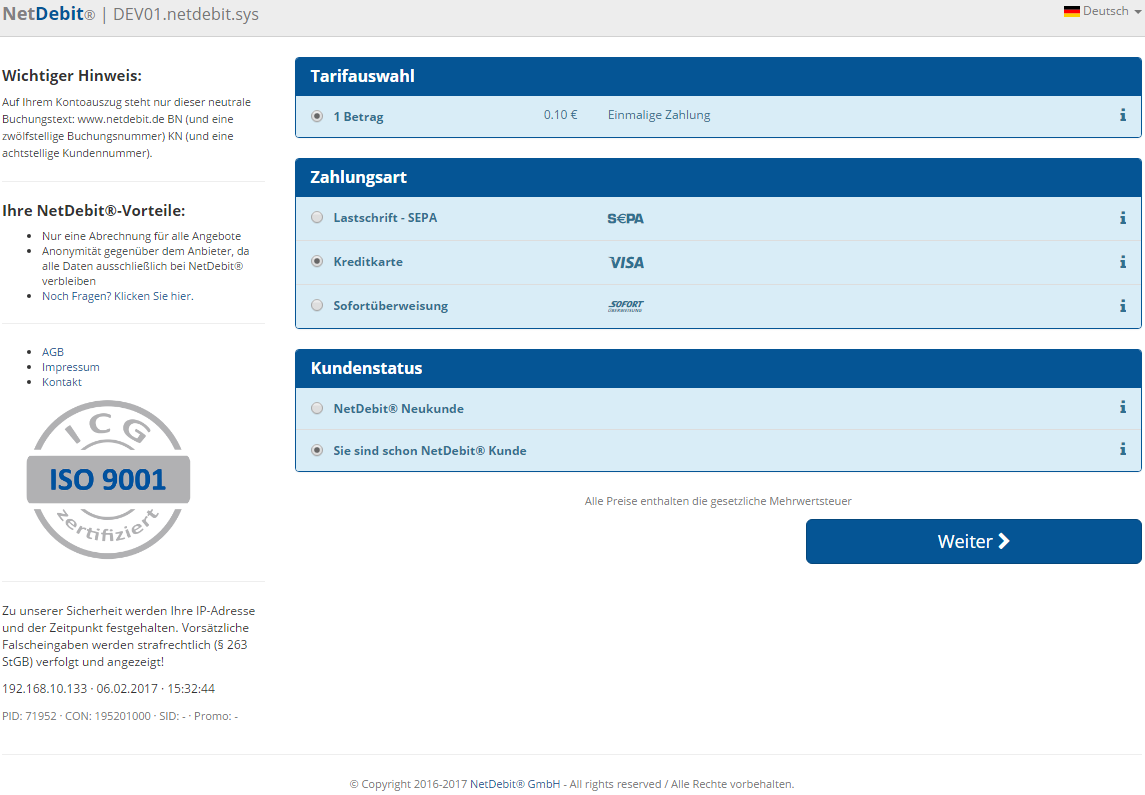 NetDebit® | DEV01.netdebit.sys
Deutsch
Wichtiger Hinweis:
Auf Ihrem Kontoauszug steht nur dieser neutrale
Buchungstext: www.netdebit.de BN (und eine
zwölfstellige Buchungsnummer) KN (und eine
achtstellige Kundennummer).
Ihre NetDebit®-Vorteile:
• Nur eine Abrechnung für alle Angebote
• Anonymität gegenüber dem Anbieter, da
alle Daten ausschließlich bei NetDebit®
verbleiben
• Noch Fragen? Klicken Sie hier.
• AGB
• Impressum
• Kontakt
ICG
ISO 9001
zertifiziert
Zu unserer Sicherheit werden Ihre IP-Adresse
und der Zeitpunkt festgehalten. Vorsätzliche
Falscheingaben werden strafrechtlich (§ 263
StGB) verfolgt und angezeigt!
192.168.10.133 · 06.02.2017 · 15:32:44
PID: 71952 · CON: 195201000 · SID: - · Promo: -
Tarifauswahl
1 Betrag 0.10 € Einmalige Zahlung i
Zahlungsart
Lastschrift - SEPA S€PA i
Kreditkarte VISA i
Sofortüberweisung SOFORT i
ÜBERWEISUNG
Kundenstatus
NetDebit® Neukunde i
Sie sind schon NetDebit® Kunde i
Alle Preise enthalten die gesetzliche Mehrwertsteuer
Weiter
© Copyright 2016-2017 NetDebit® GmbH - All rights reserved / Alle Rechte vorbehalten.